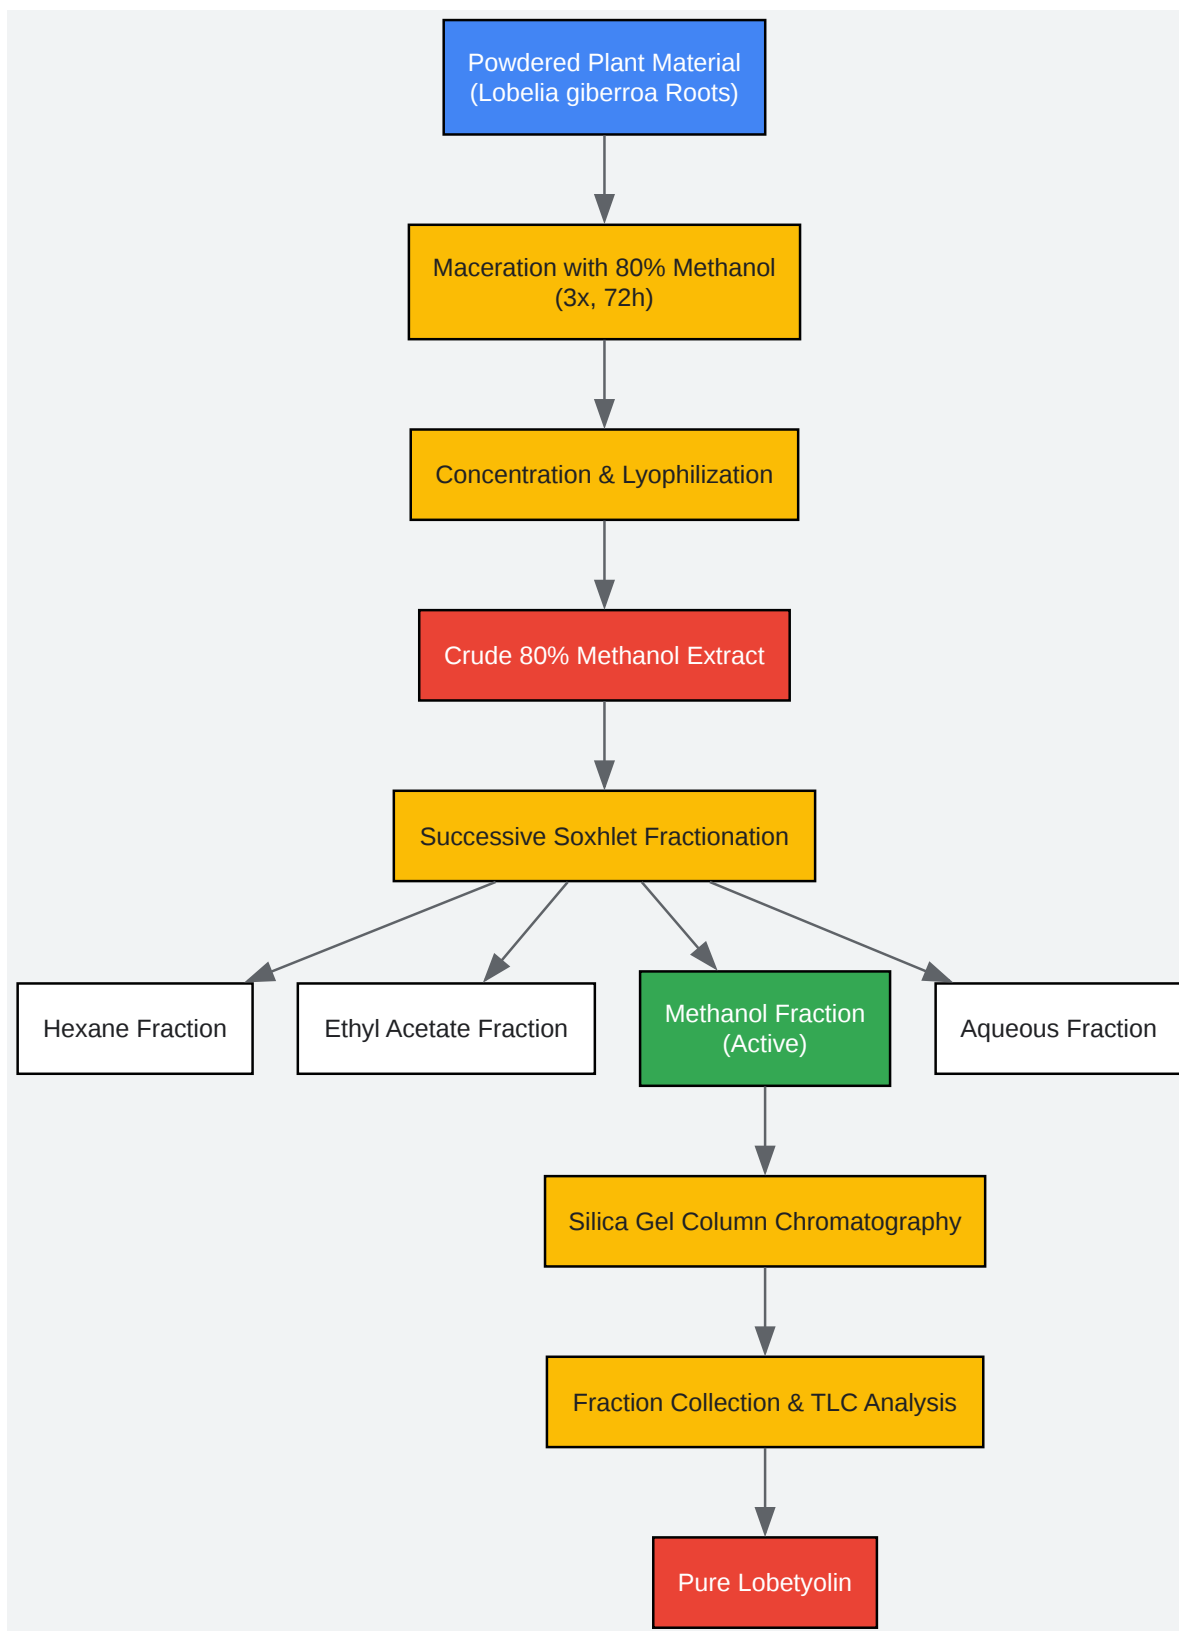 Powdered Plant Material
(Lobelia giberroa Roots)
Maceration with 80% Methanol
(3x, 72h)
Concentration & Lyophilization
Crude 80% Methanol Extract
Successive Soxhlet Fractionation
Hexane Fraction
Ethyl Acetate Fraction
Methanol Fraction
(Active)
Aqueous Fraction
Silica Gel Column Chromatography
Fraction Collection & TLC Analysis
Pure Lobetyolin